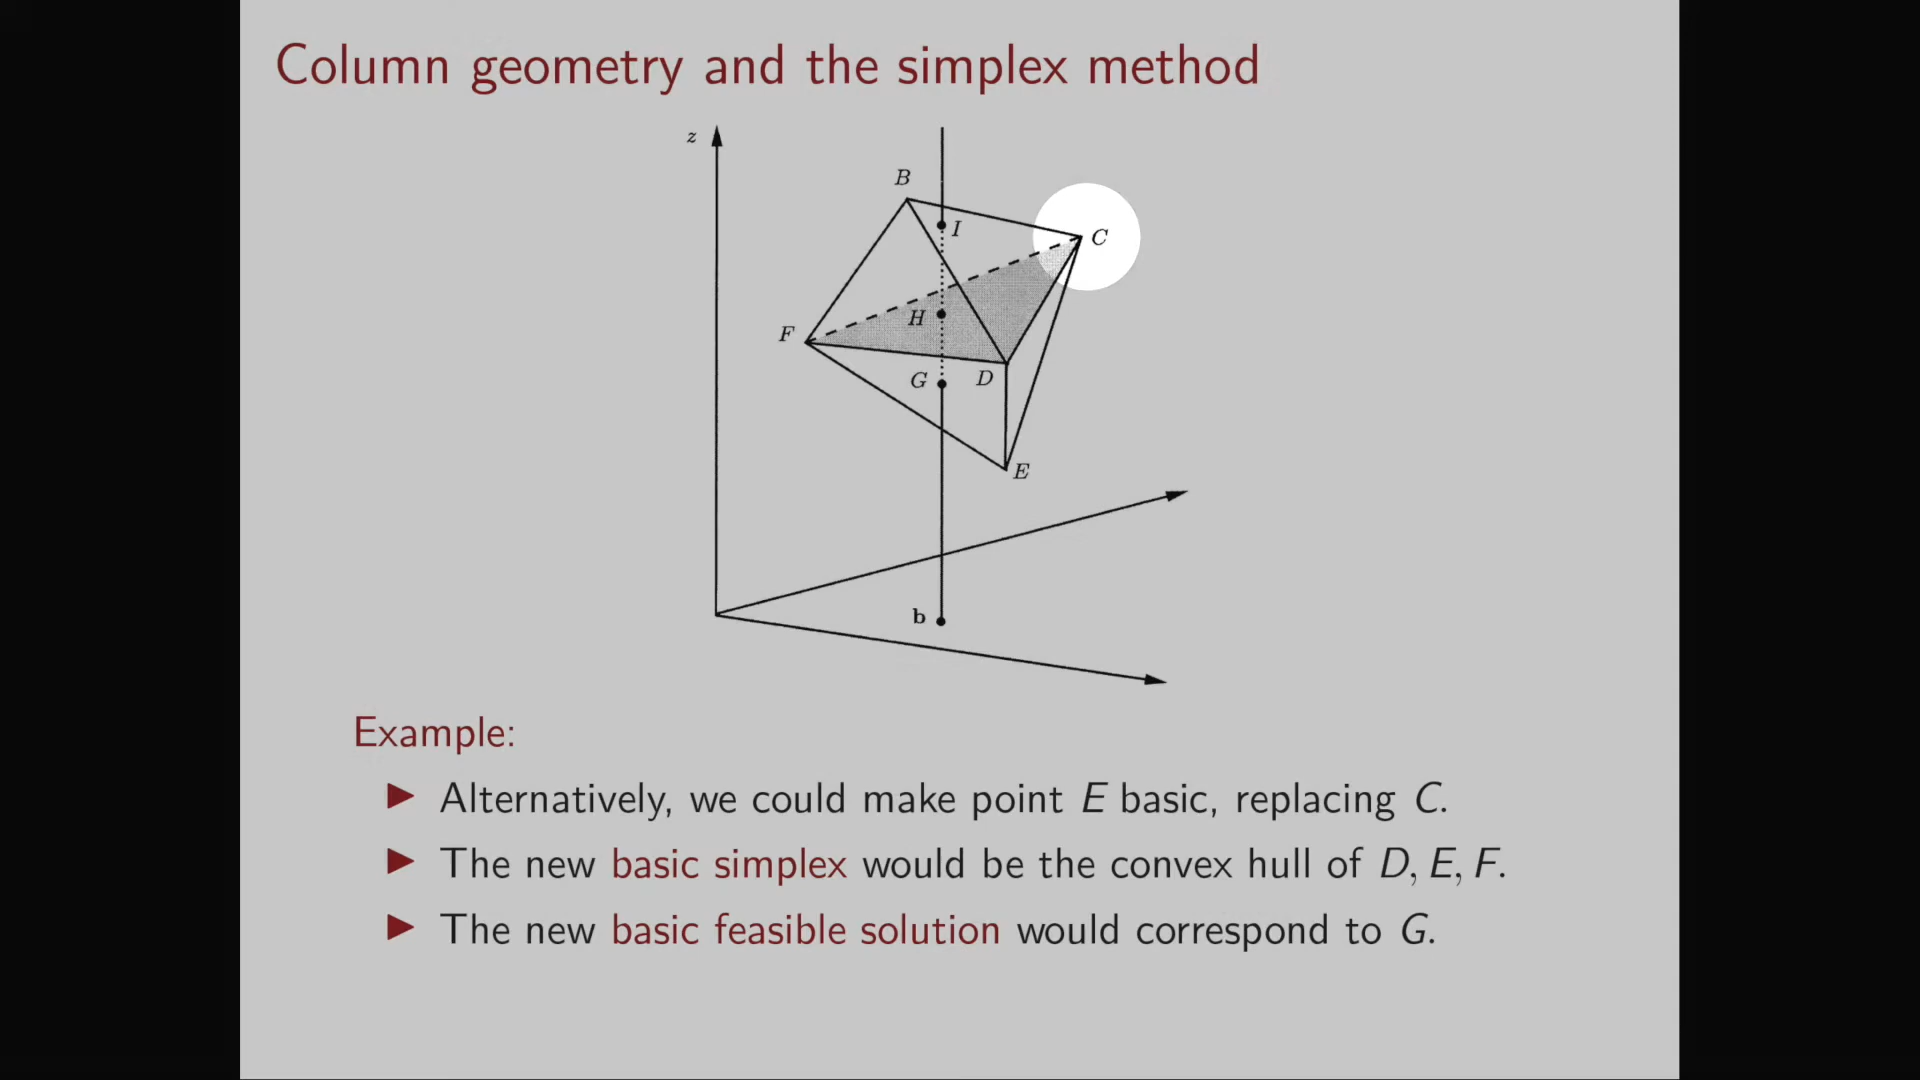 Column geometry and the simplex method
z
B
I
C
H
F
G
D
E
b
Example:
▶ Alternatively, we could make point E basic, replacing C.
▶ The new basic simplex would be the convex hull of D, E, F.
▶ The new basic feasible solution would correspond to G.